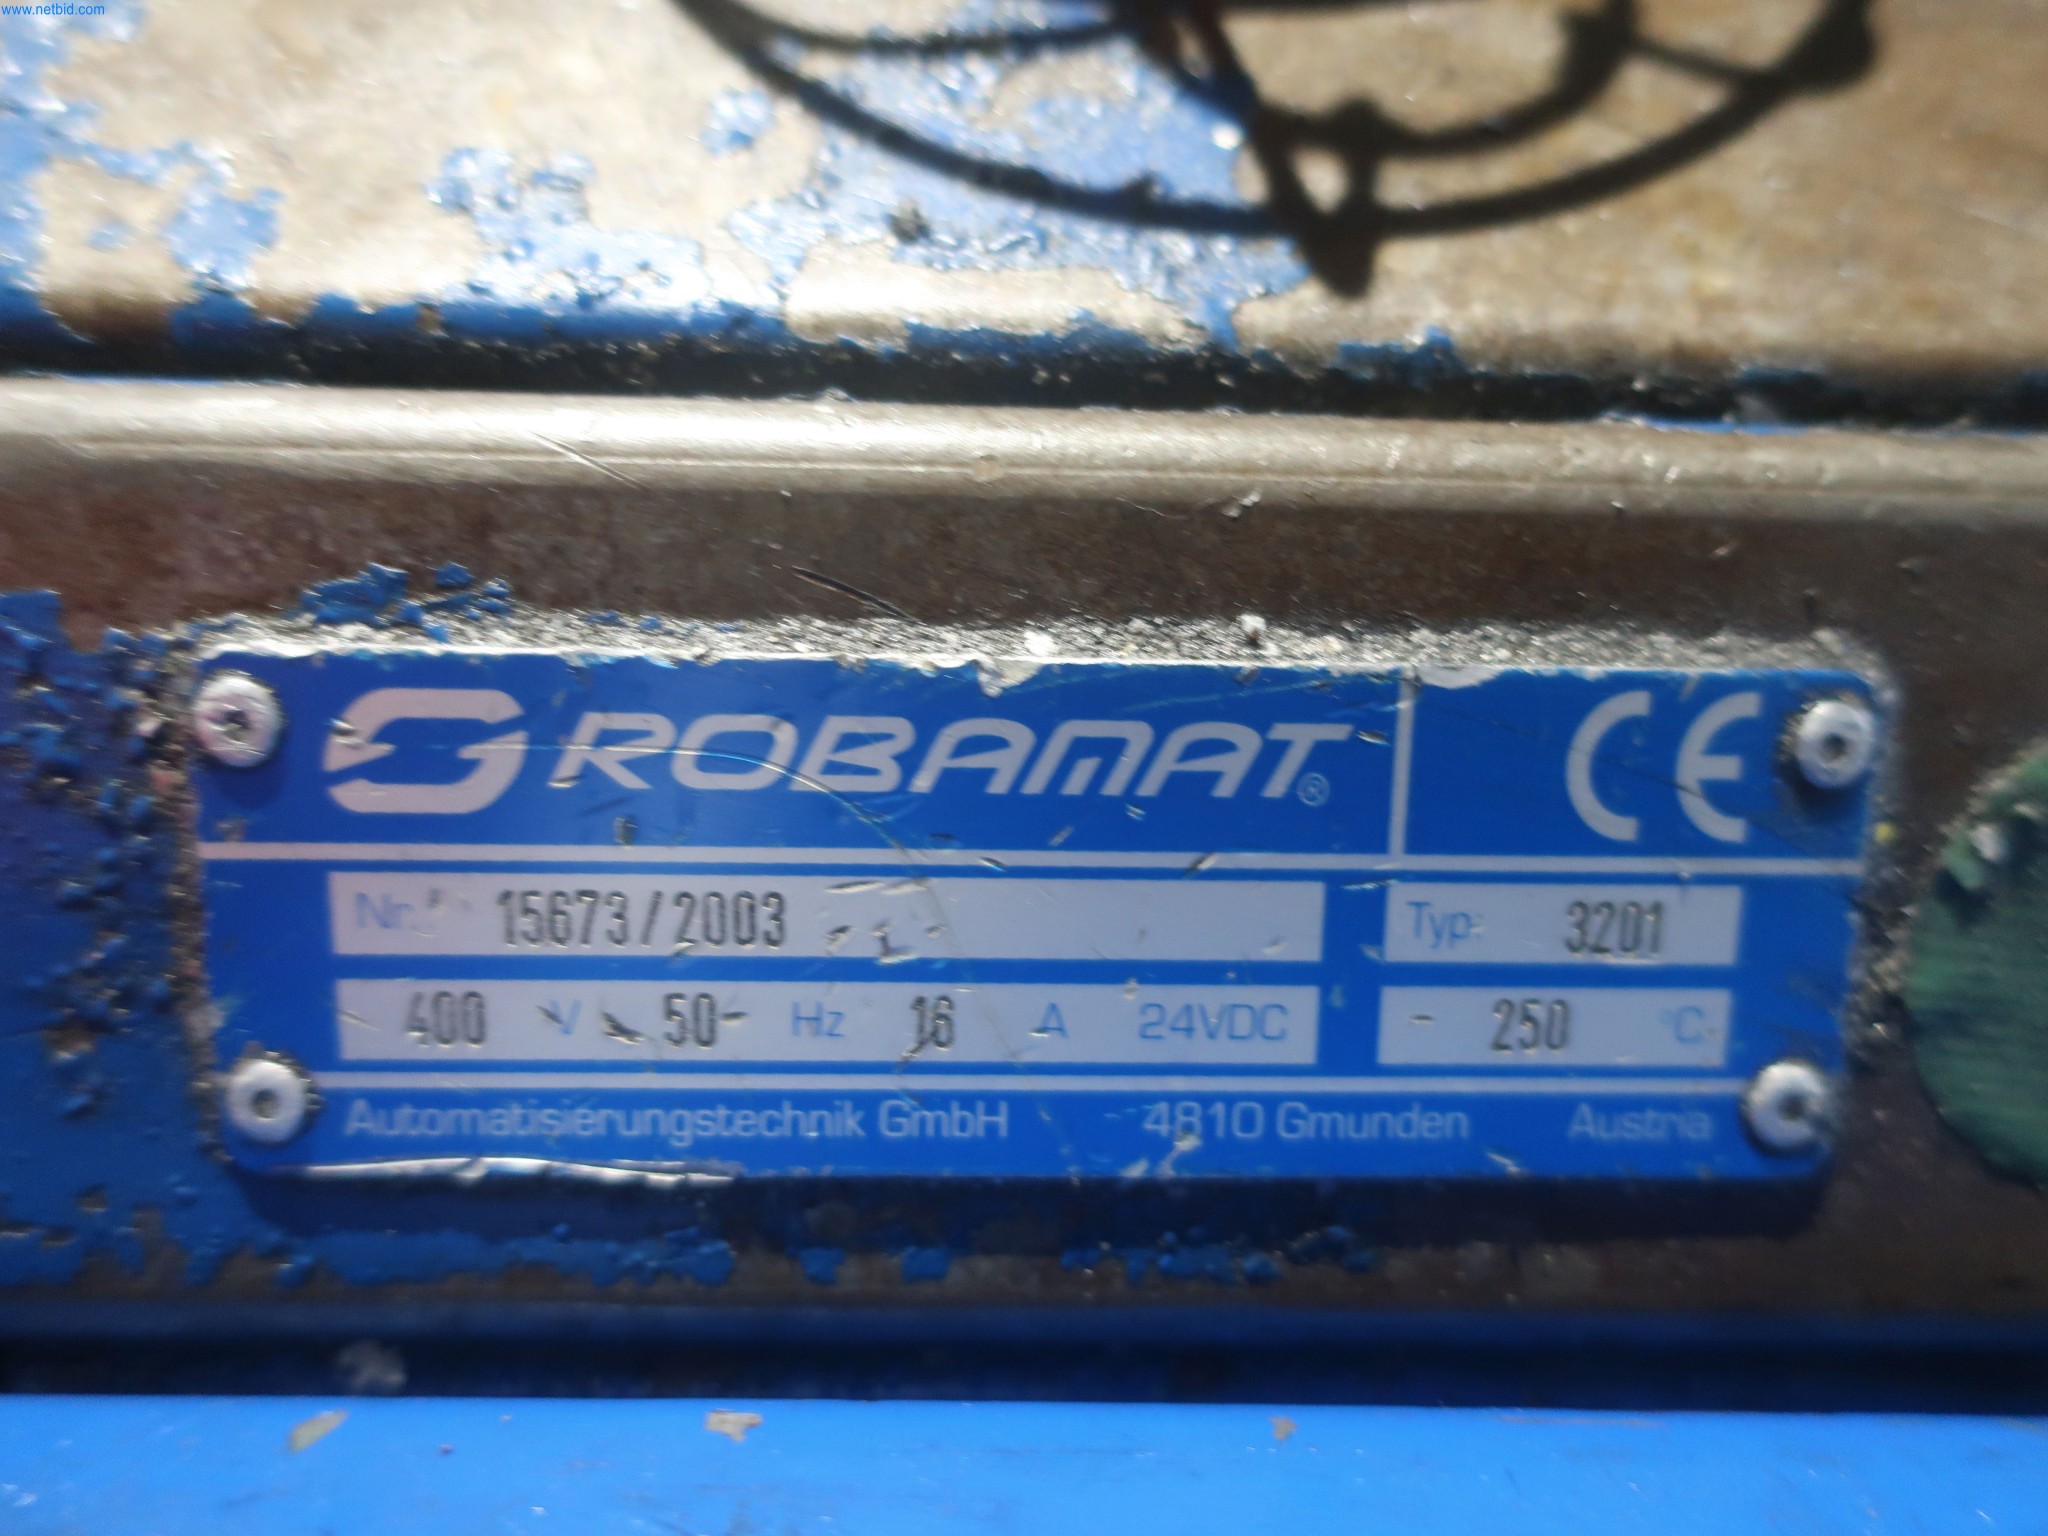 www.netbid.com
ROBAMAT® CE
Nr. 15673/2003 Typ: 3201
400 V 50 Hz 16 A 24VDC - 250 °C
Automatisierungstechnik GmbH 4810 Gmunden Austria